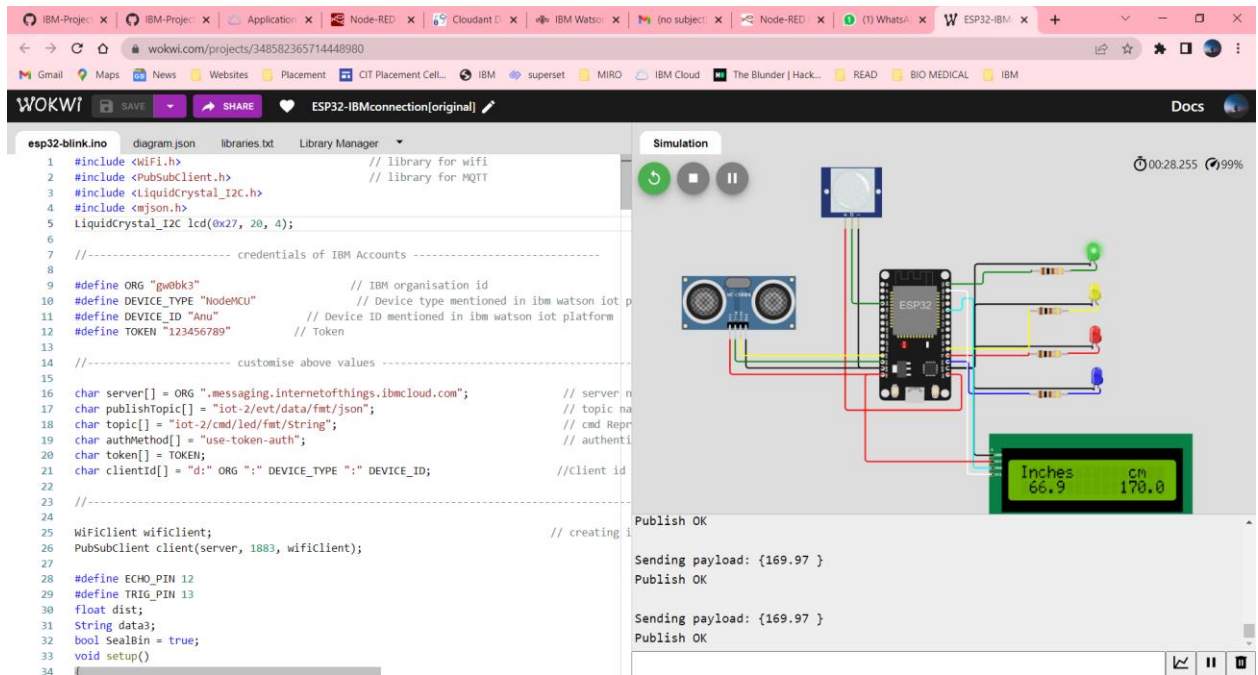 IBM-Project IBM-Project Application Node-RED Cloudant D IBM Watson (no subject) Node-RED (1) WhatsA ESP32-IBM
wokwi.com/projects/348582365714448980
Gmail Maps News Websites Placement CIT Placement Cell... IBM superset MIRO IBM Cloud The Blunder | Hack... READ BIO MEDICAL IBM
WOKWI SAVE SHARE ESP32-IBMconnection[original] Docs
esp32-blink.ino diagram.json libraries.txt Library Manager
1 #include <WiFi.h> // library for wifi
2 #include <PubSubClient.h> // library for MQTT
3 #include <LiquidCrystal_I2C.h>
4 #include <mjson.h>
5 LiquidCrystal_I2C lcd(0x27, 20, 4);
6
7 //----------------------- credentials of IBM Accounts ------------------------------
8
9 #define ORG "gw0bk3" // IBM organisation id
10 #define DEVICE_TYPE "NodeMCU" // Device type mentioned in ibm watson iot p
11 #define DEVICE_ID "Anu" // Device ID mentioned in ibm watson iot platform
12 #define TOKEN "123456789" // Token
13
14 //----------------------- customise above values ----------------------------------------
15
16 char server[] = ORG ".messaging.internetofthings.ibmcloud.com"; // server n
17 char publishTopic[] = "iot-2/evt/data/fmt/json"; // topic na
18 char topic[] = "iot-2/cmd/led/fmt/String"; // cmd Repr
19 char authMethod[] = "use-token-auth"; // authenti
20 char token[] = TOKEN;
21 char clientId[] = "d:" ORG ":" DEVICE_TYPE ":" DEVICE_ID; //Client id
22
23 //----------------------------------------------------------------------------------------
24
25 WiFiClient wifiClient; // creating i
26 PubSubClient client(server, 1883, wifiClient);
27
28 #define ECHO_PIN 12
29 #define TRIG_PIN 13
30 float dist;
31 String data3;
32 bool SealBin = true;
33 void setup()
34 {
Simulation
00:28.255 99%
ESP32
Inches cm
66.9 170.0
Publish OK
Sending payload: {169.97 }
Publish OK
Sending payload: {169.97 }
Publish OK